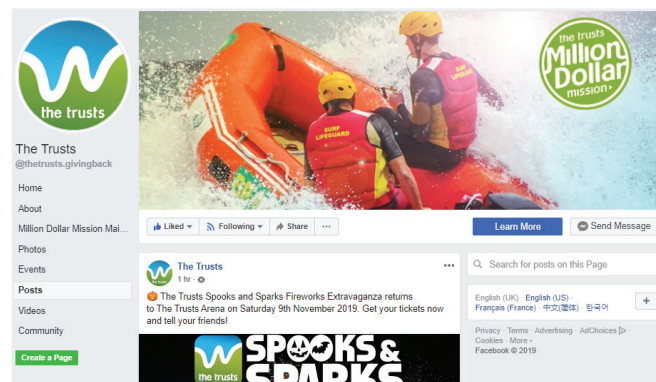 the trusts
The Trusts
@thetrusts.givingback
Home
About
Million Dollar Mission Mai...
Photos
Events
Posts
Videos
Community
Create a Page
the trusts
Million
Dollar
mission
SURF
LIFEGUARD
Liked
Following
Share
Learn More
Send Message
The Trusts
1 hr ·
The Trusts Spooks and Sparks Fireworks Extravaganza returns
to The Trusts Arena on Saturday 9th November 2019. Get your tickets now
and tell your friends!
the trusts
SPOOKS &
SPARKS
Search for posts on this Page
English (UK) · English (US) ·
Français (France) · 中文(简体) · 한국어
Privacy · Terms · Advertising · AdChoices
Cookies · More
Facebook © 2019